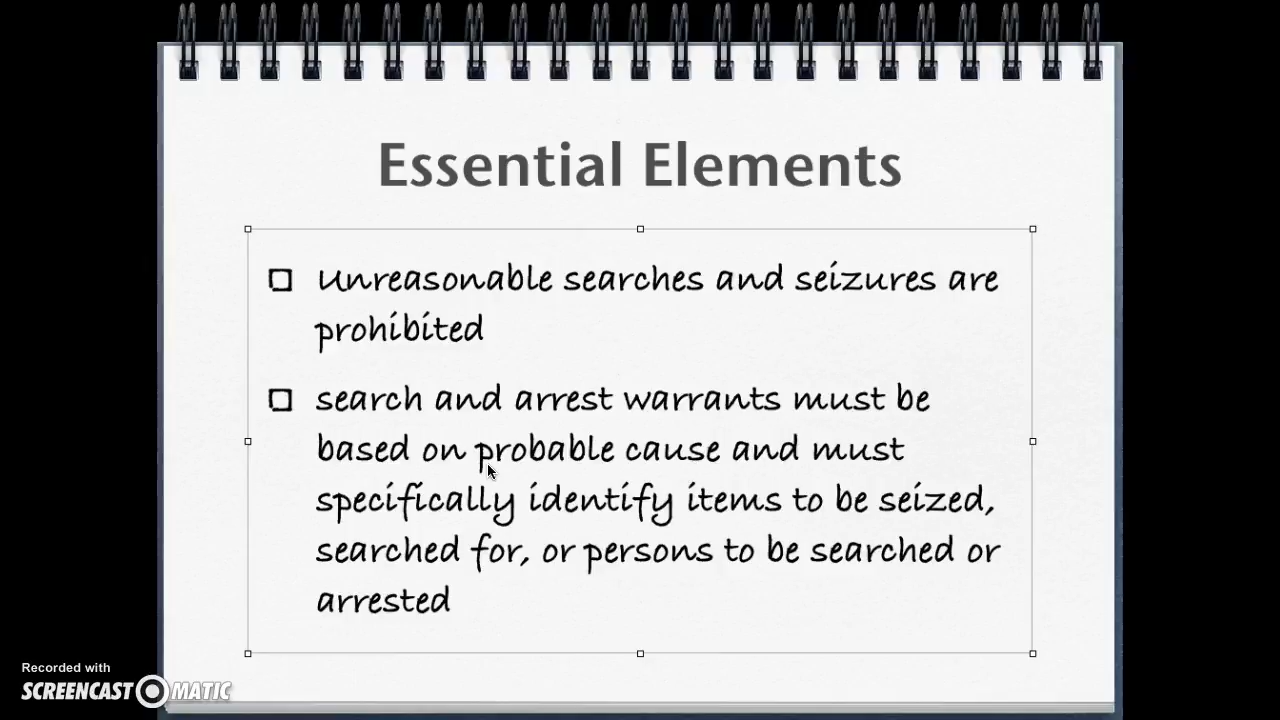 Essential Elements
Unreasonable searches and seizures are
prohibited
search and arrest warrants must be
based on probable cause and must
specifically identify items to be seized,
searched for, or persons to be searched or
arrested
Recorded with
SCREENCAST MATIC